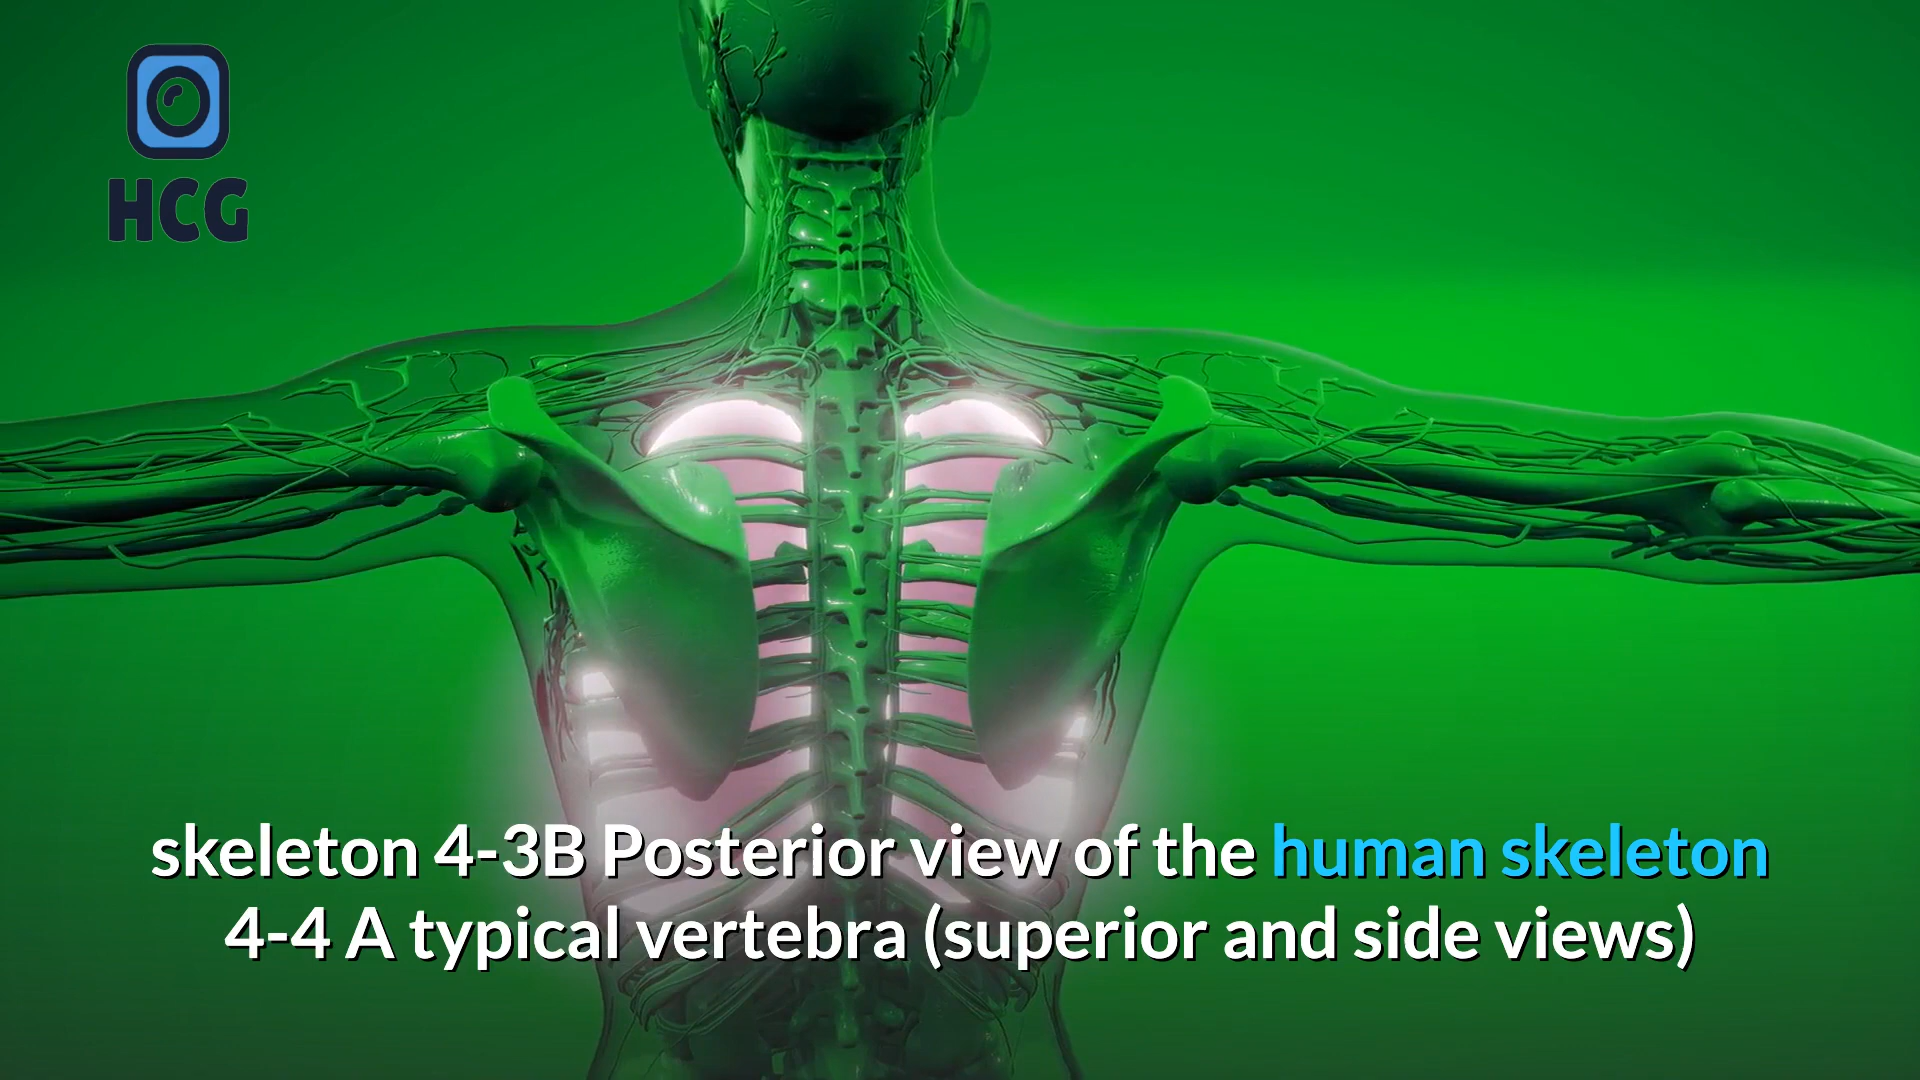 HCG
skeleton 4-3B Posterior view of the human skeleton
4-4 A typical vertebra (superior and side views)